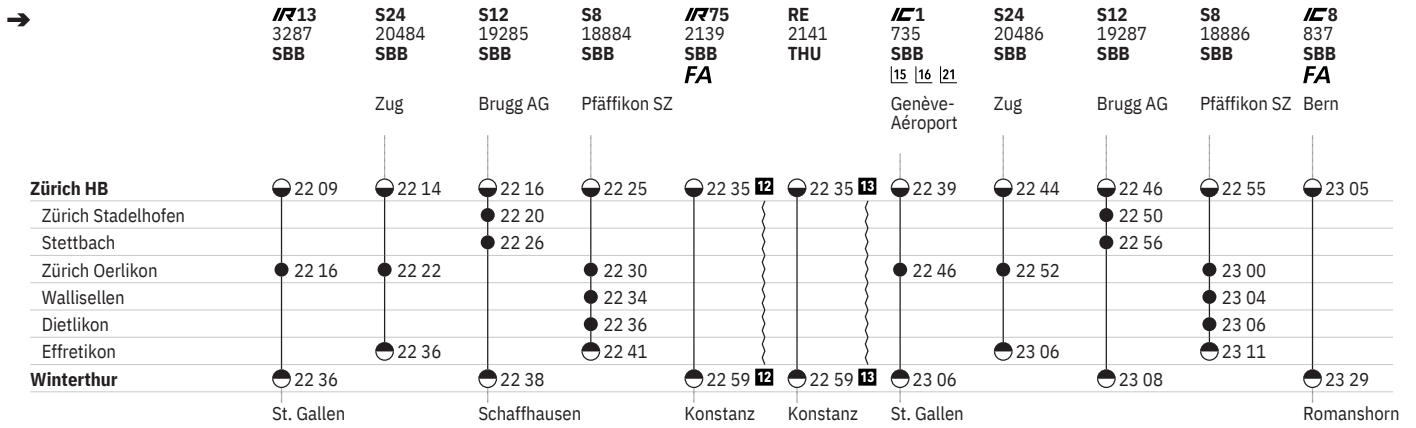 ➔ IR13 S24 S12 S8 IR75 RE IC1 S24 S12 S8 IC8
3287 20484 19285 18884 2139 2141 735 20486 19287 18886 837
SBB SBB SBB SBB SBB THU SBB SBB SBB SBB SBB
FA 15 16 21 FA
Zug Brugg AG Pfäffikon SZ Genève- Zug Brugg AG Pfäffikon SZ Bern
Aéroport
Zürich HB 22 09 22 14 22 16 22 25 22 35 12 22 35 13 22 39 22 44 22 46 22 55 23 05
Zürich Stadelhofen 22 20 22 50
Stettbach 22 26 22 56
Zürich Oerlikon 22 16 22 22 22 30 22 46 22 52 23 00
Wallisellen 22 34 23 04
Dietlikon 22 36 23 06
Effretikon 22 36 22 41 23 06 23 11
Winterthur 22 36 22 38 22 59 12 22 59 13 23 06 23 08 23 29
St. Gallen Schaffhausen Konstanz Konstanz St. Gallen Romanshorn